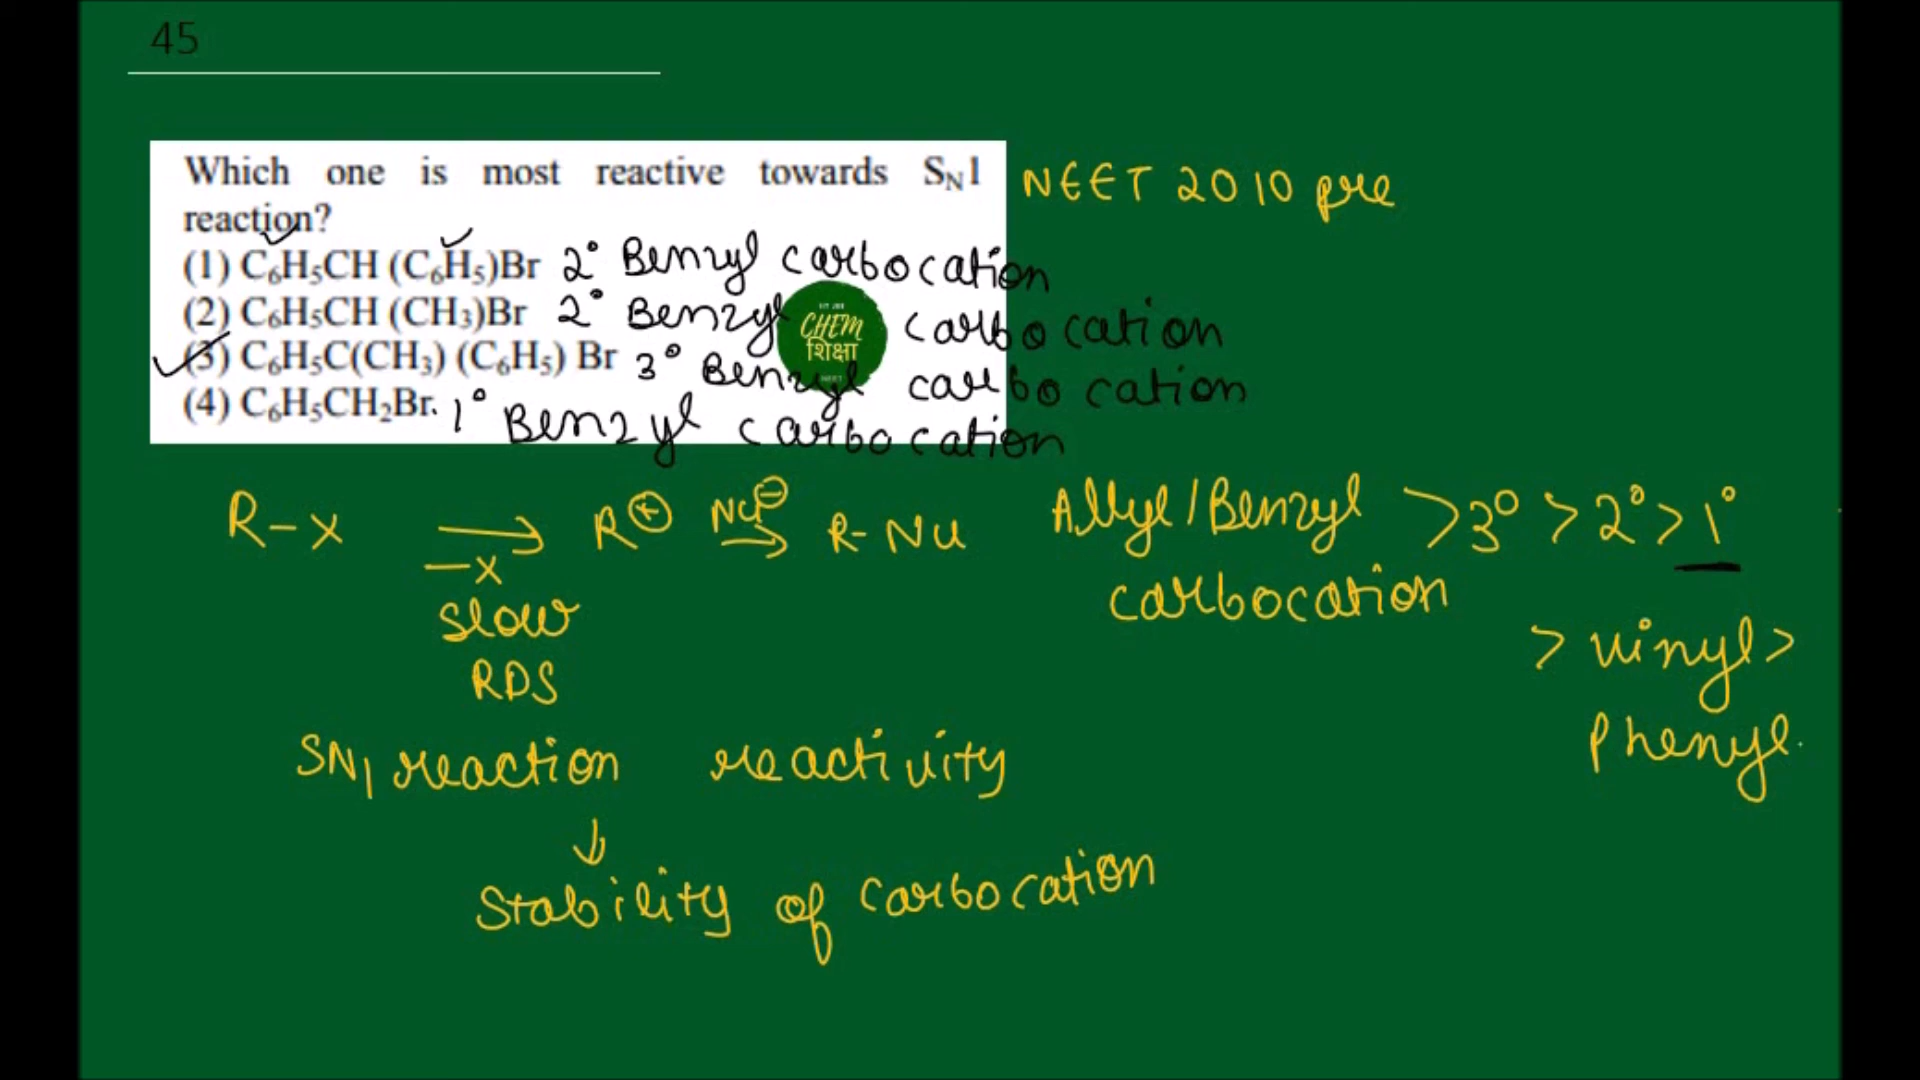 45
Which one is most reactive towards SN1 NEET 2010 pre
reaction?
(1) C6H5CH (C6H5)Br 2° Benzyl carbocation
(2) C6H5CH (CH3)Br 2° Benzyl carbocation
(3) C6H5C(CH3) (C6H5) Br 3° Benzyl carbocation
(4) C6H5CH2Br. 1° Benzyl carbocation
CHEM
शिक्षा
NEET
R-X → R⊕ Nu⊖ → R-Nu
-X
slow
RDS
Allyl/Benzyl > 3° > 2° > 1°
carbocation
> vinyl >
phenyl
SN1 reaction reactivity
↓
Stability of carbocation